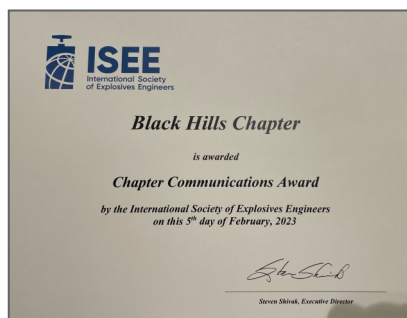 ISEE
International Society
of Explosives Engineers
Black Hills Chapter
is awarded
Chapter Communications Award
by the International Society of Explosives Engineers
on this 5th day of February, 2023
Steven Shivak, Executive Director